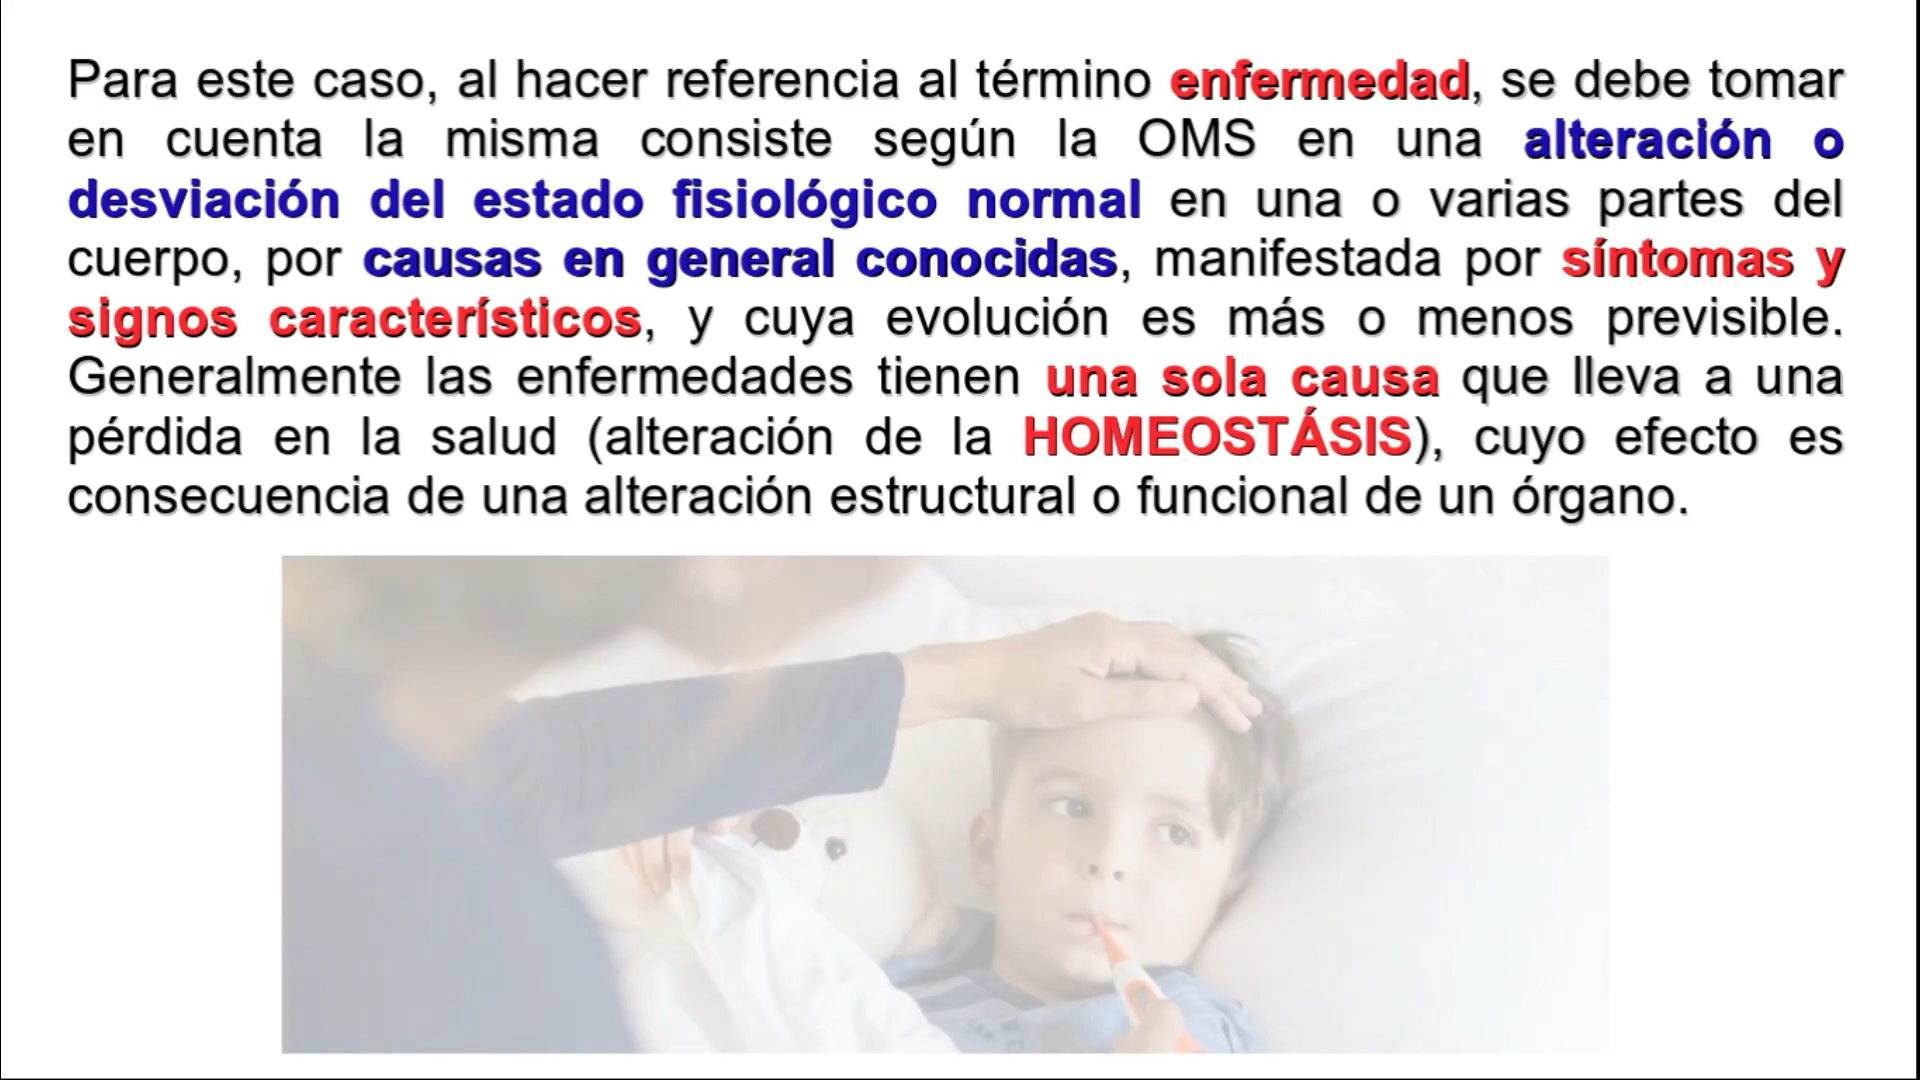 Para este caso, al hacer referencia al término enfermedad, se debe tomar
en cuenta la misma consiste según la OMS en una alteración o
desviación del estado fisiológico normal en una o varias partes del
cuerpo, por causas en general conocidas, manifestada por síntomas y
signos característicos, y cuya evolución es más o menos previsible.
Generalmente las enfermedades tienen una sola causa que lleva a una
pérdida en la salud (alteración de la HOMEOSTÁSIS), cuyo efecto es
consecuencia de una alteración estructural o funcional de un órgano.